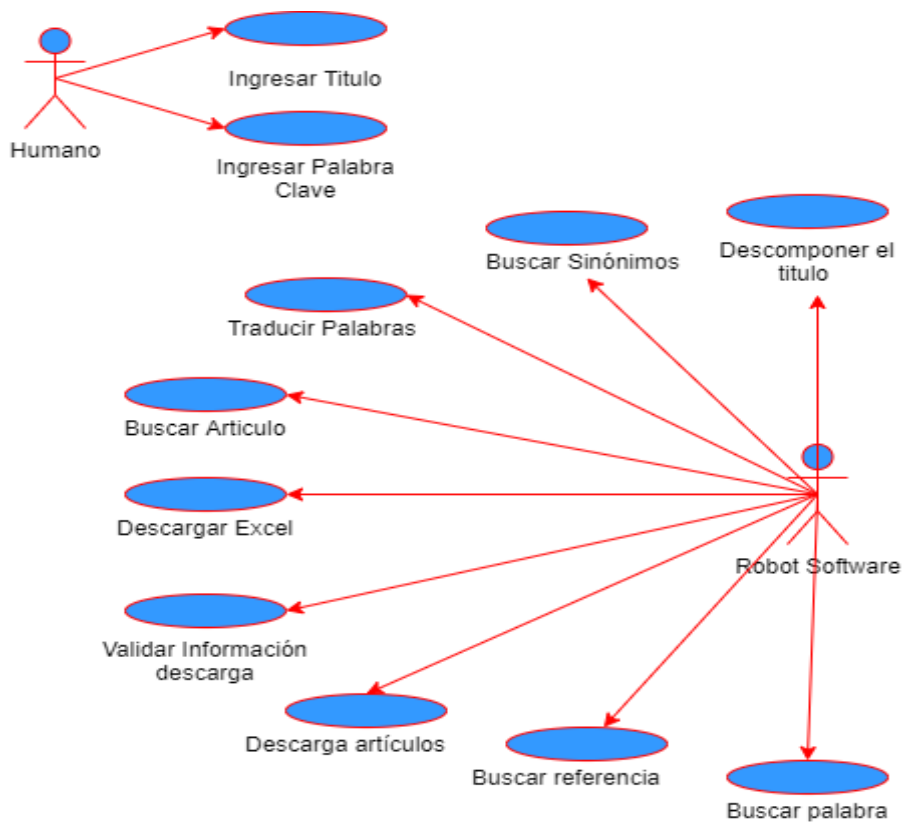 Ingresar Titulo
Humano
Ingresar Palabra
Clave
Buscar Sinónimos
Descomponer el
titulo
Traducir Palabras
Buscar Articulo
Descargar Excel
Robot Software
Validar Información
descarga
Descarga artículos
Buscar referencia
Buscar palabra